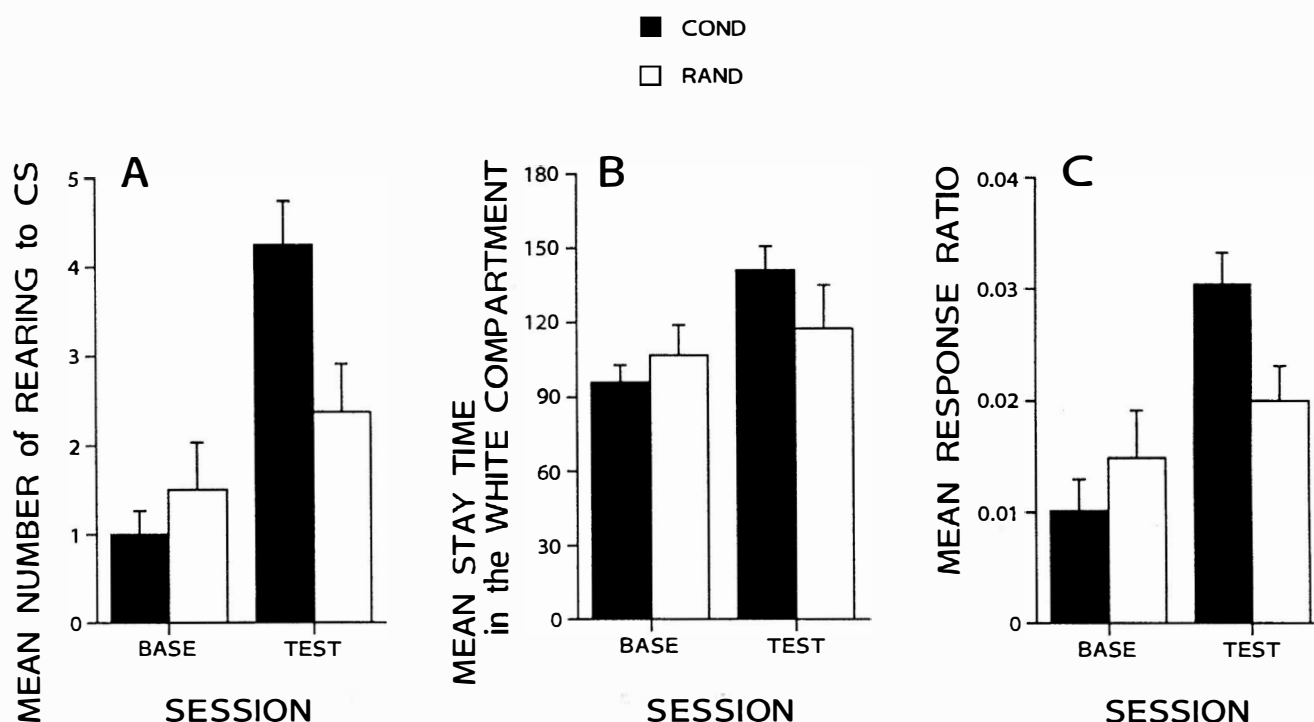 COND
RAND
A
MEAN NUMBER of REARING to CS
5
4
3
2
1
0
BASE TEST
SESSION
B
MEAN STAY TIME
in the WHITE COMPARTMENT
180
150
120
90
60
30
0
BASE TEST
SESSION
C
MEAN RESPONSE RATIO
0.04
0.03
0.02
0.01
0
BASE TEST
SESSION